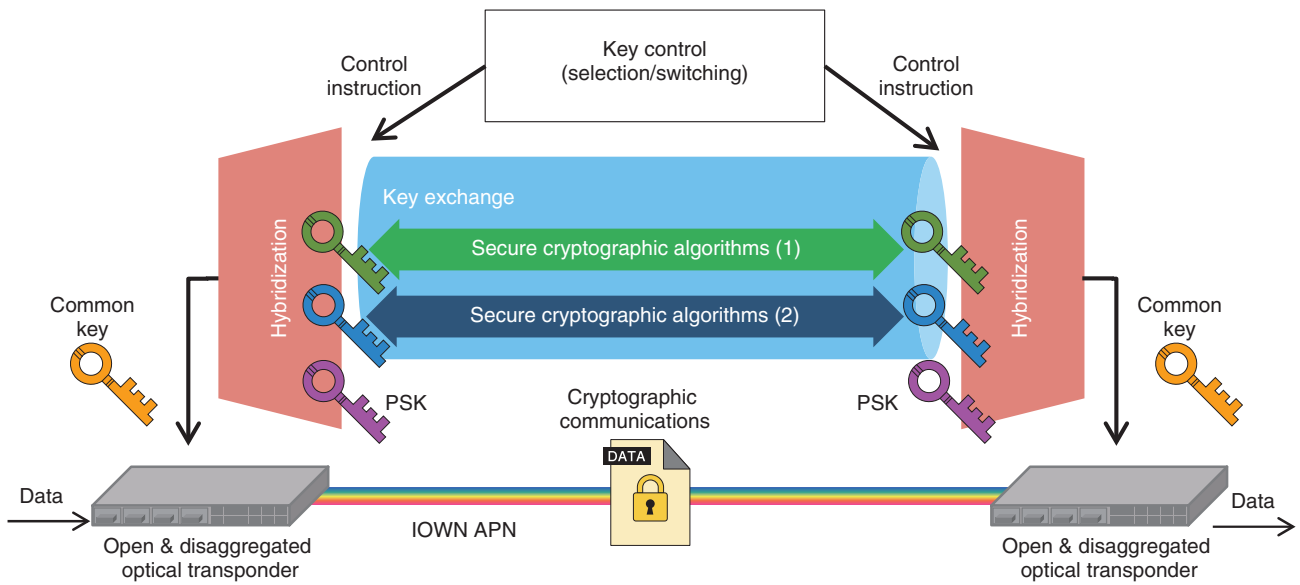 Key control
(selection/switching)
Control
instruction
Control
instruction
Key exchange
Hybridization
Secure cryptographic algorithms (1)
Secure cryptographic algorithms (2)
Hybridization
Common
key
Common
key
PSK
PSK
Cryptographic
communications
DATA
Data
Data
IOWN APN
Open & disaggregated
optical transponder
Open & disaggregated
optical transponder